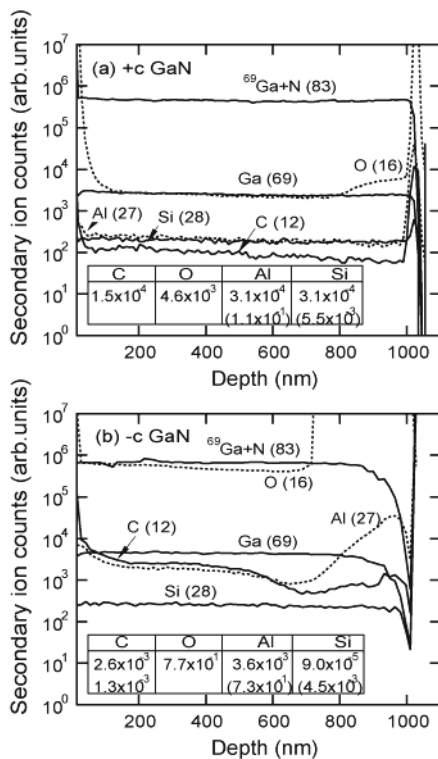 Secondary ion counts (arb.units)
10⁷
10⁶
10⁵
10⁴
10³
10²
10¹
10⁰
(a) +c GaN
⁶⁹Ga+N (83)
O (16)
Ga (69)
Al (27)
Si (28)
C (12)
C O Al Si
1.5x10⁴ 4.6x10³ 3.1x10⁴ 3.1x10⁴
(1.1x10¹) (5.5x10³)
200 400 600 800 1000
Depth (nm)
Secondary ion counts (arb.units)
10⁷
10⁶
10⁵
10⁴
10³
10²
10¹
10⁰
(b) -c GaN
⁶⁹Ga+N (83)
O (16)
Al (27)
C (12)
Ga (69)
Si (28)
C O Al Si
2.6x10³ 7.7x10¹ 3.6x10³ 9.0x10⁵
1.3x10³ (7.3x10¹) (4.5x10³)
200 400 600 800 1000
Depth (nm)